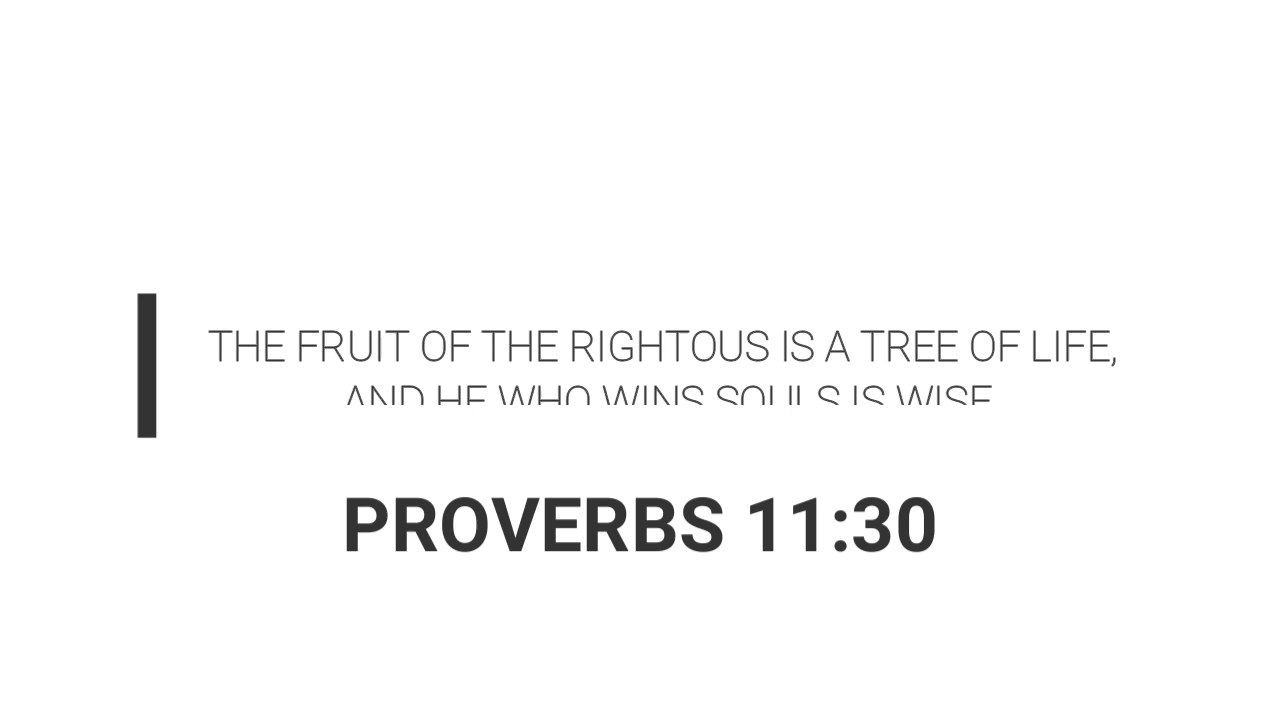 THE FRUIT OF THE RIGHTOUS IS A TREE OF LIFE,
AND HE WHO WINS SOULS IS WISE
PROVERBS 11:30